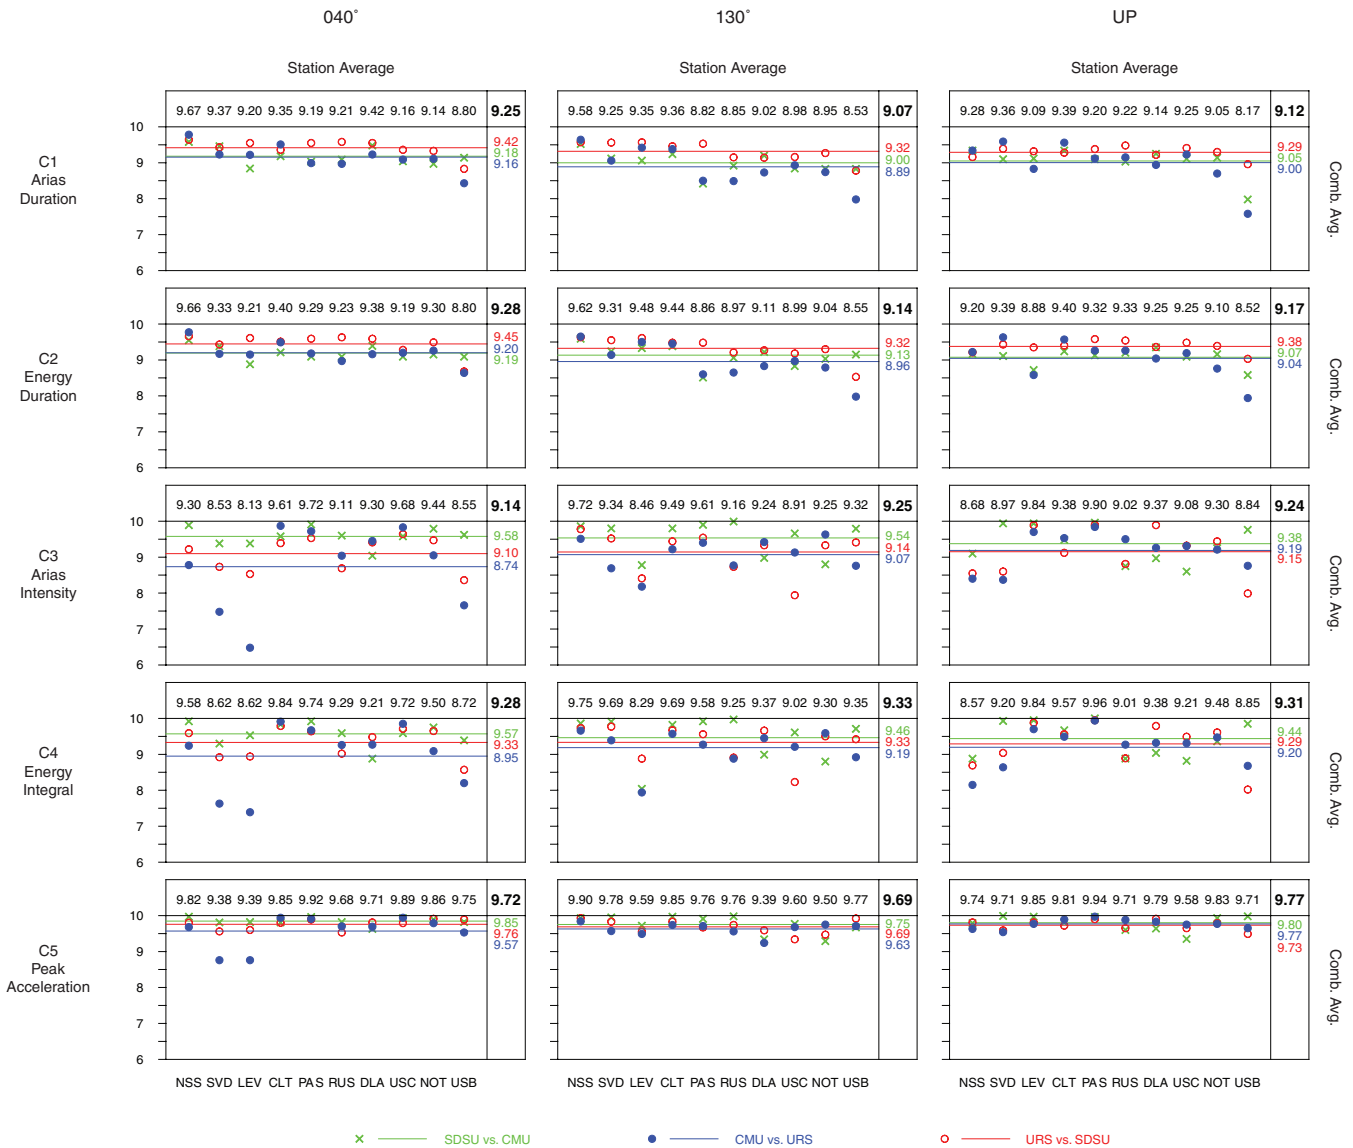 040° 130° UP
Station Average Station Average Station Average
9.67 9.37 9.20 9.35 9.19 9.21 9.42 9.16 9.14 8.80 9.25 9.58 9.25 9.35 9.36 8.82 8.85 9.02 8.98 8.95 8.53 9.07 9.28 9.36 9.09 9.39 9.20 9.22 9.14 9.25 9.05 8.17 9.12
10
9.42 9.32 9.29
C1 9.18 9.00 9.05
9 9.16 8.89 9.00
Arias
Duration
8
7
6
Comb. Avg.
9.66 9.33 9.21 9.40 9.29 9.23 9.38 9.19 9.30 8.80 9.28 9.62 9.31 9.48 9.44 8.86 8.97 9.11 8.99 9.04 8.55 9.14 9.20 9.39 8.88 9.40 9.32 9.33 9.25 9.25 9.10 8.52 9.17
10
9.45 9.32 9.38
C2 9.20 9.13 9.07
9 9.19 8.96 9.04
Energy
Duration
8
7
6
Comb. Avg.
9.30 8.53 8.13 9.61 9.72 9.11 9.30 9.68 9.44 8.55 9.14 9.72 9.34 8.46 9.49 9.61 9.16 9.24 8.91 9.25 9.32 9.25 8.68 8.97 9.84 9.38 9.90 9.02 9.37 9.08 9.30 8.84 9.24
10
9.58 9.54 9.38
C3 9.10 9.14 9.19
9 8.74 9.07 9.15
Arias
Intensity
8
7
6
Comb. Avg.
9.58 8.62 8.62 9.84 9.74 9.29 9.21 9.72 9.50 8.72 9.28 9.75 9.69 8.29 9.69 9.58 9.25 9.37 9.02 9.30 9.35 9.33 8.57 9.20 9.84 9.57 9.96 9.01 9.38 9.21 9.48 8.85 9.31
10
9.57 9.46 9.44
C4 9.33 9.33 9.29
9 8.95 9.19 9.20
Energy
Integral
8
7
6
Comb. Avg.
9.82 9.38 9.39 9.85 9.92 9.68 9.71 9.89 9.86 9.75 9.72 9.90 9.78 9.59 9.85 9.76 9.76 9.39 9.60 9.50 9.77 9.69 9.74 9.71 9.85 9.81 9.94 9.71 9.79 9.58 9.83 9.71 9.77
10
9.85 9.75 9.80
C5 9.76 9.69 9.77
9 9.57 9.63 9.73
Peak
Acceleration
8
7
6
Comb. Avg.
NSS SVD LEV CLT PAS RUS DLA USC NOT USB NSS SVD LEV CLT PAS RUS DLA USC NOT USB NSS SVD LEV CLT PAS RUS DLA USC NOT USB
SDSU vs. CMU CMU vs. URS URS vs. SDSU